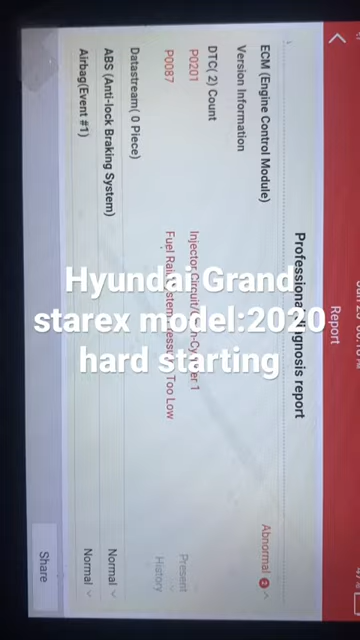 Report
Professional diagnosis report
ECM (Engine Control Module)
Abnormal 2
Version Information
DTC( 2) Count
P0201
Injector Circuit/
1
Present
P0087
Fuel Rail
Too Low
History
Datastream( 0 Piece)
ABS (Anti-lock Braking System)
Normal
Airbag(Event #1)
Normal
Share
Hyundai Grand
starex model:2020
hard starting